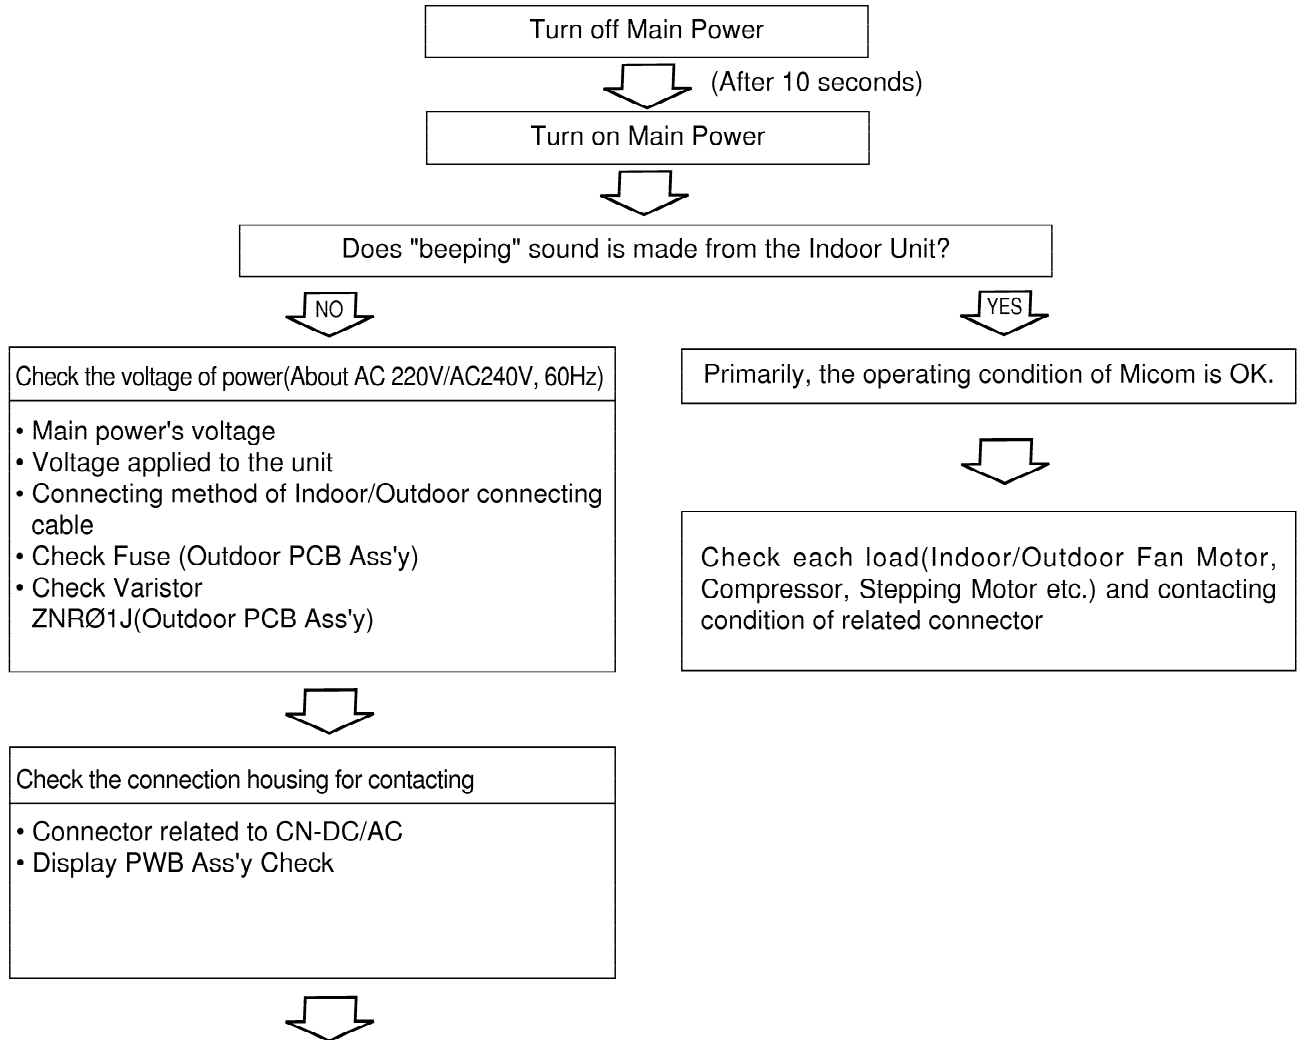 Turn off Main Power
(After 10 seconds)
Turn on Main Power
Does "beeping" sound is made from the Indoor Unit?
NO
Check the voltage of power(About AC 220V/AC240V, 60Hz)
• Main power's voltage
• Voltage applied to the unit
• Connecting method of Indoor/Outdoor connecting
cable
• Check Fuse (Outdoor PCB Ass'y)
• Check Varistor
ZNRØ1J(Outdoor PCB Ass'y)
Check the connection housing for contacting
• Connector related to CN-DC/AC
• Display PWB Ass'y Check
YES
Primarily, the operating condition of Micom is OK.
Check each load(Indoor/Outdoor Fan Motor,
Compressor, Stepping Motor etc.) and contacting
condition of related connector